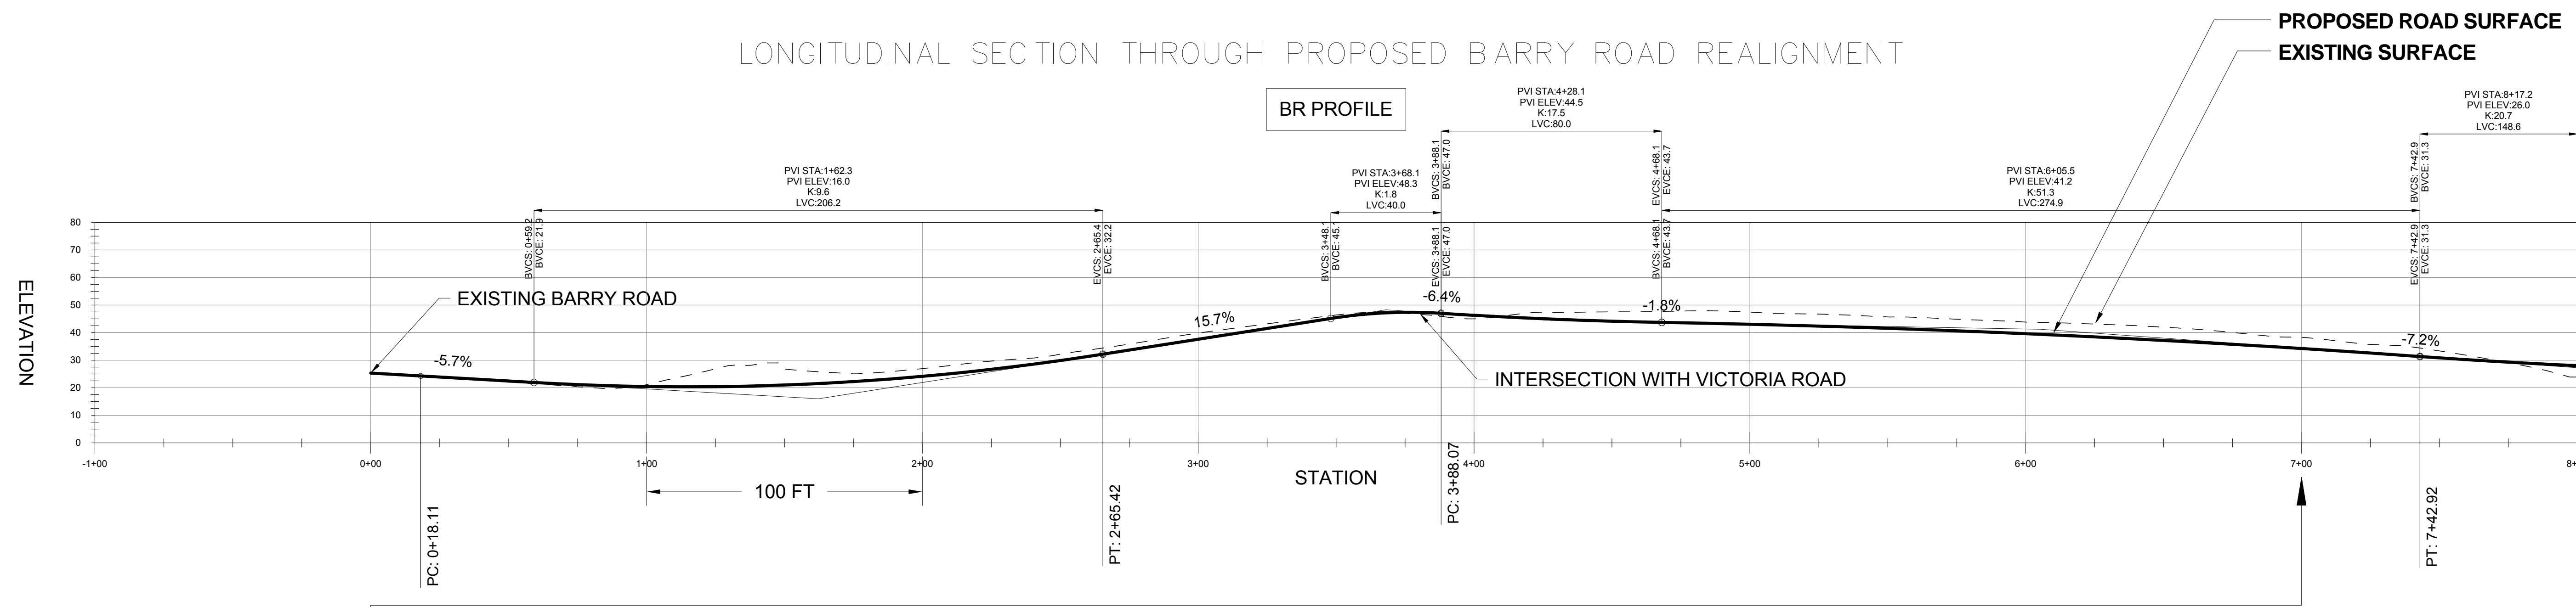 PROPOSED ROAD SURFACE
EXISTING SURFACE
LONGITUDINAL SECTION THROUGH PROPOSED BARRY ROAD REALIGNMENT
BR PROFILE
PVI STA:4+28.1
PVI ELEV:44.5
K:17.5
LVC:80.0
PVI STA:8+17.2
PVI ELEV:26.0
K:20.7
LVC:148.6
PVI STA:1+62.3
PVI ELEV:16.0
K:9.6
LVC:206.2
PVI STA:3+68.1
PVI ELEV:48.3
K:1.8
LVC:40.0
PVI STA:6+05.5
PVI ELEV:41.2
K:51.3
LVC:274.9
BVCS: 3+88.1
BVCE: 47.0
EVCS: 4+68.1
EVCE: 43.7
BVCS: 7+42.9
BVCE: 31.3
BVCS: 0+59.2
BVCE: 21.9
EVCS: 2+65.4
EVCE: 32.2
BVCS: 3+48.1
BVCE: 45.1
EVCS: 3+88.1
EVCE: 47.0
BVCS: 4+68.1
BVCE: 43.7
EVCS: 7+42.9
EVCE: 31.3
80
70
60
50
40
30
20
10
0
ELEVATION
EXISTING BARRY ROAD
-5.7%
15.7%
-6.4%
-1.8%
-7.2%
INTERSECTION WITH VICTORIA ROAD
-1+00
0+00
1+00
2+00
3+00
4+00
5+00
6+00
7+00
STATION
100 FT
PC: 0+18.11
PT: 2+65.42
PC: 3+88.07
PT: 7+42.92